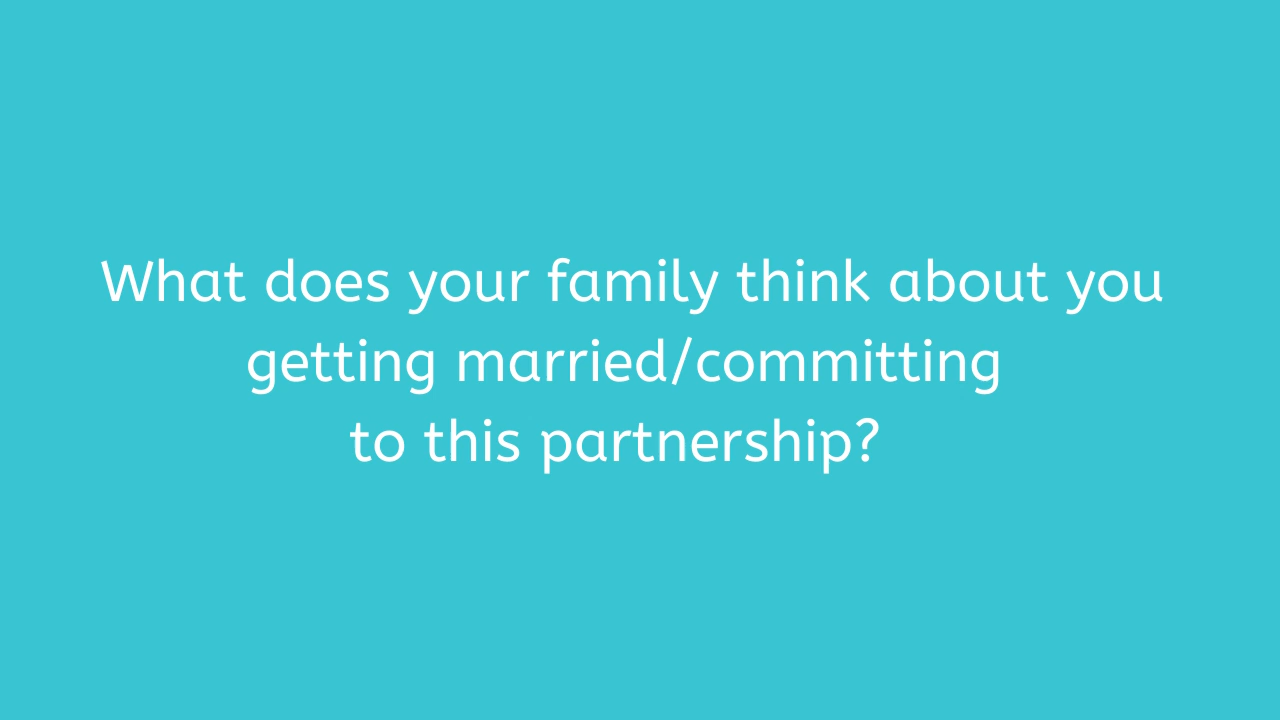 What does your family think about you
getting married/committing
to this partnership?